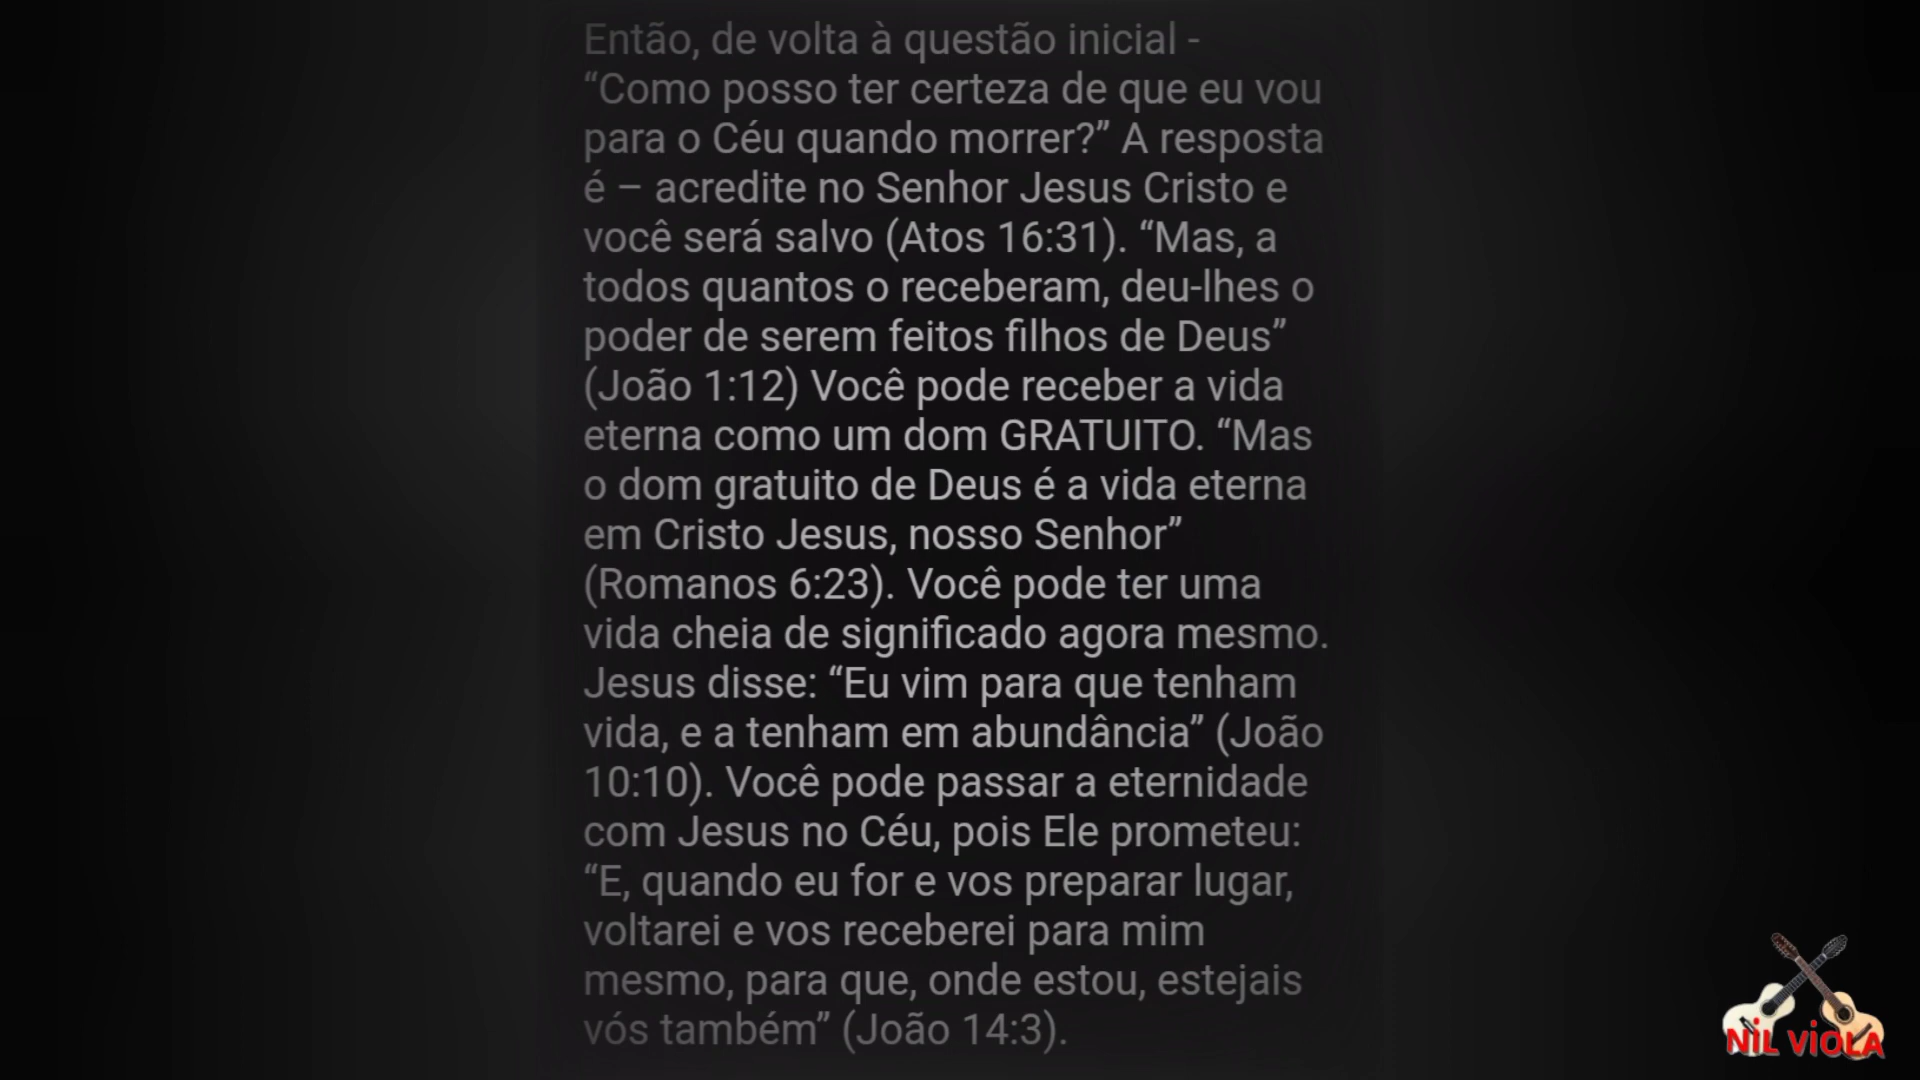 Então, de volta à questão inicial -
“Como posso ter certeza de que eu vou
para o Céu quando morrer?” A resposta
é – acredite no Senhor Jesus Cristo e
você será salvo (Atos 16:31). “Mas, a
todos quantos o receberam, deu-lhes o
poder de serem feitos filhos de Deus”
(João 1:12) Você pode receber a vida
eterna como um dom GRATUITO. “Mas
o dom gratuito de Deus é a vida eterna
em Cristo Jesus, nosso Senhor”
(Romanos 6:23). Você pode ter uma
vida cheia de significado agora mesmo.
Jesus disse: “Eu vim para que tenham
vida, e a tenham em abundância” (João
10:10). Você pode passar a eternidade
com Jesus no Céu, pois Ele prometeu:
“E, quando eu for e vos preparar lugar,
voltarei e vos receberei para mim
mesmo, para que, onde estou, estejais
vós também” (João 14:3).
NiL ViOLA